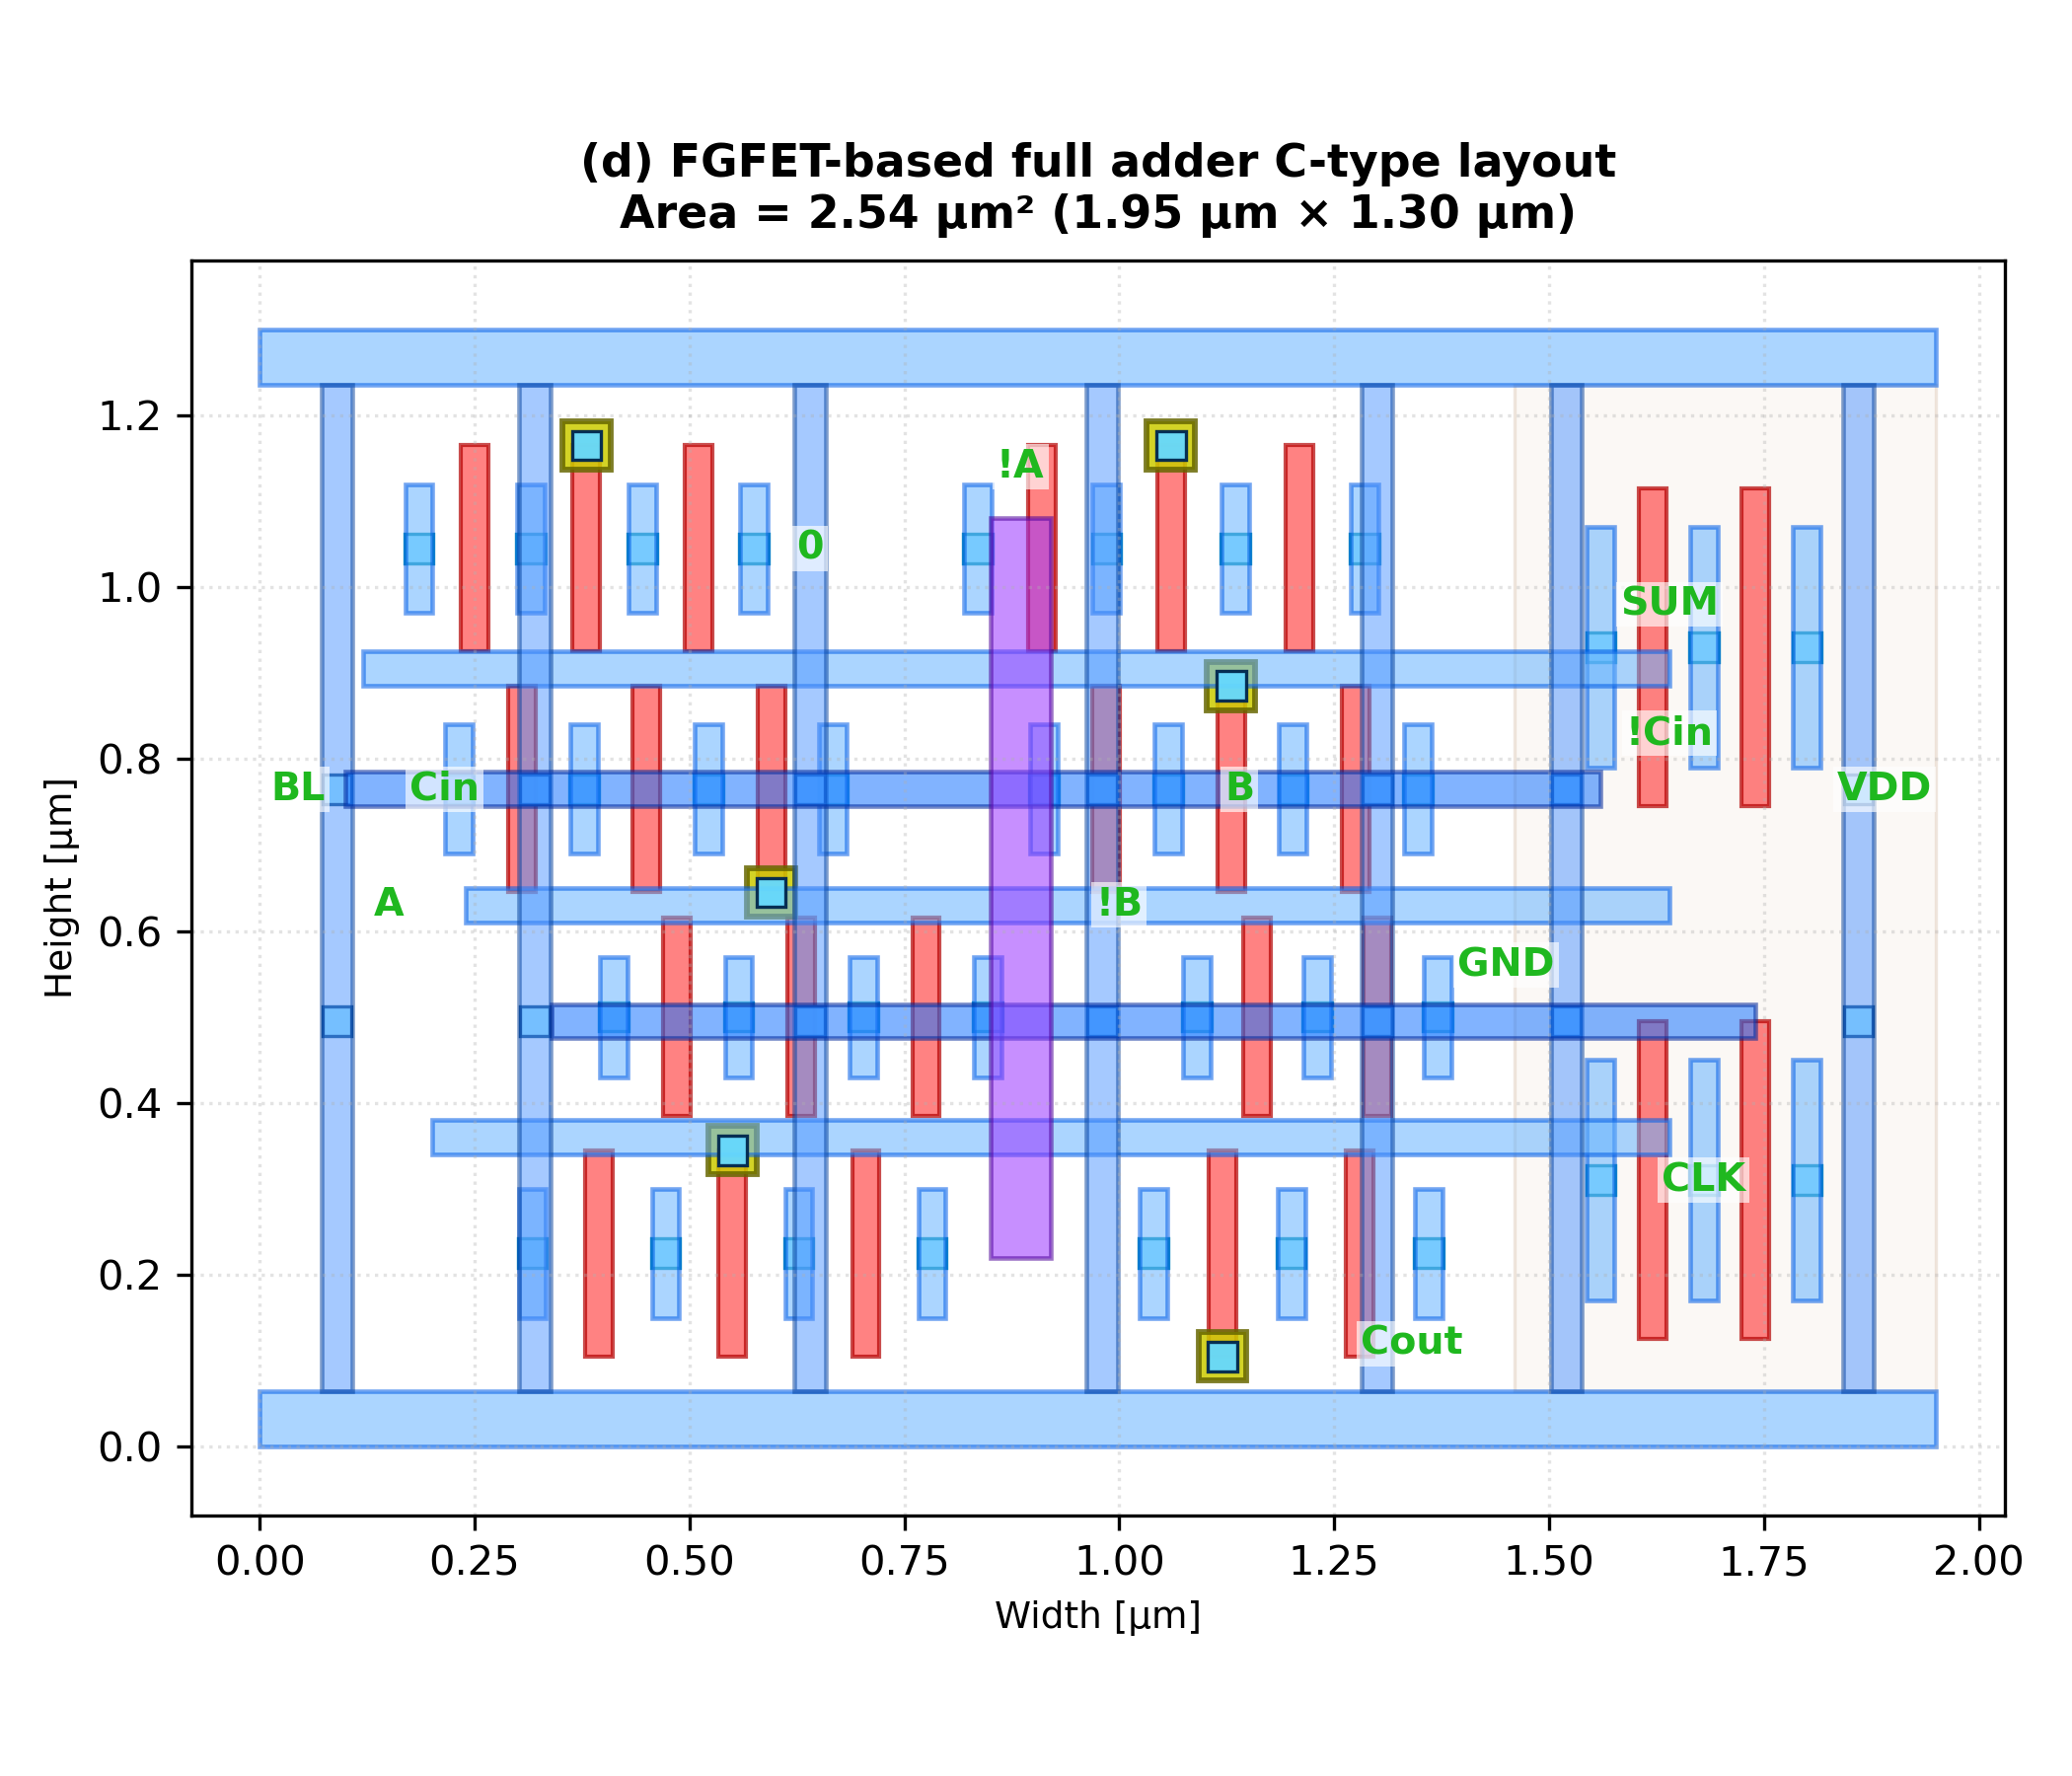 (d) FGFET-based full adder C-type layout
Area = 2.54 µm² (1.95 µm × 1.30 µm)
Height [µm]
1.2
1.0
0.8
0.6
0.4
0.2
0.0
!A
0
SUM
!Cin
BL
Cin
B
VDD
A
!B
GND
CLK
Cout
0.00
0.25
0.50
0.75
1.00
1.25
1.50
1.75
2.00
Width [µm]